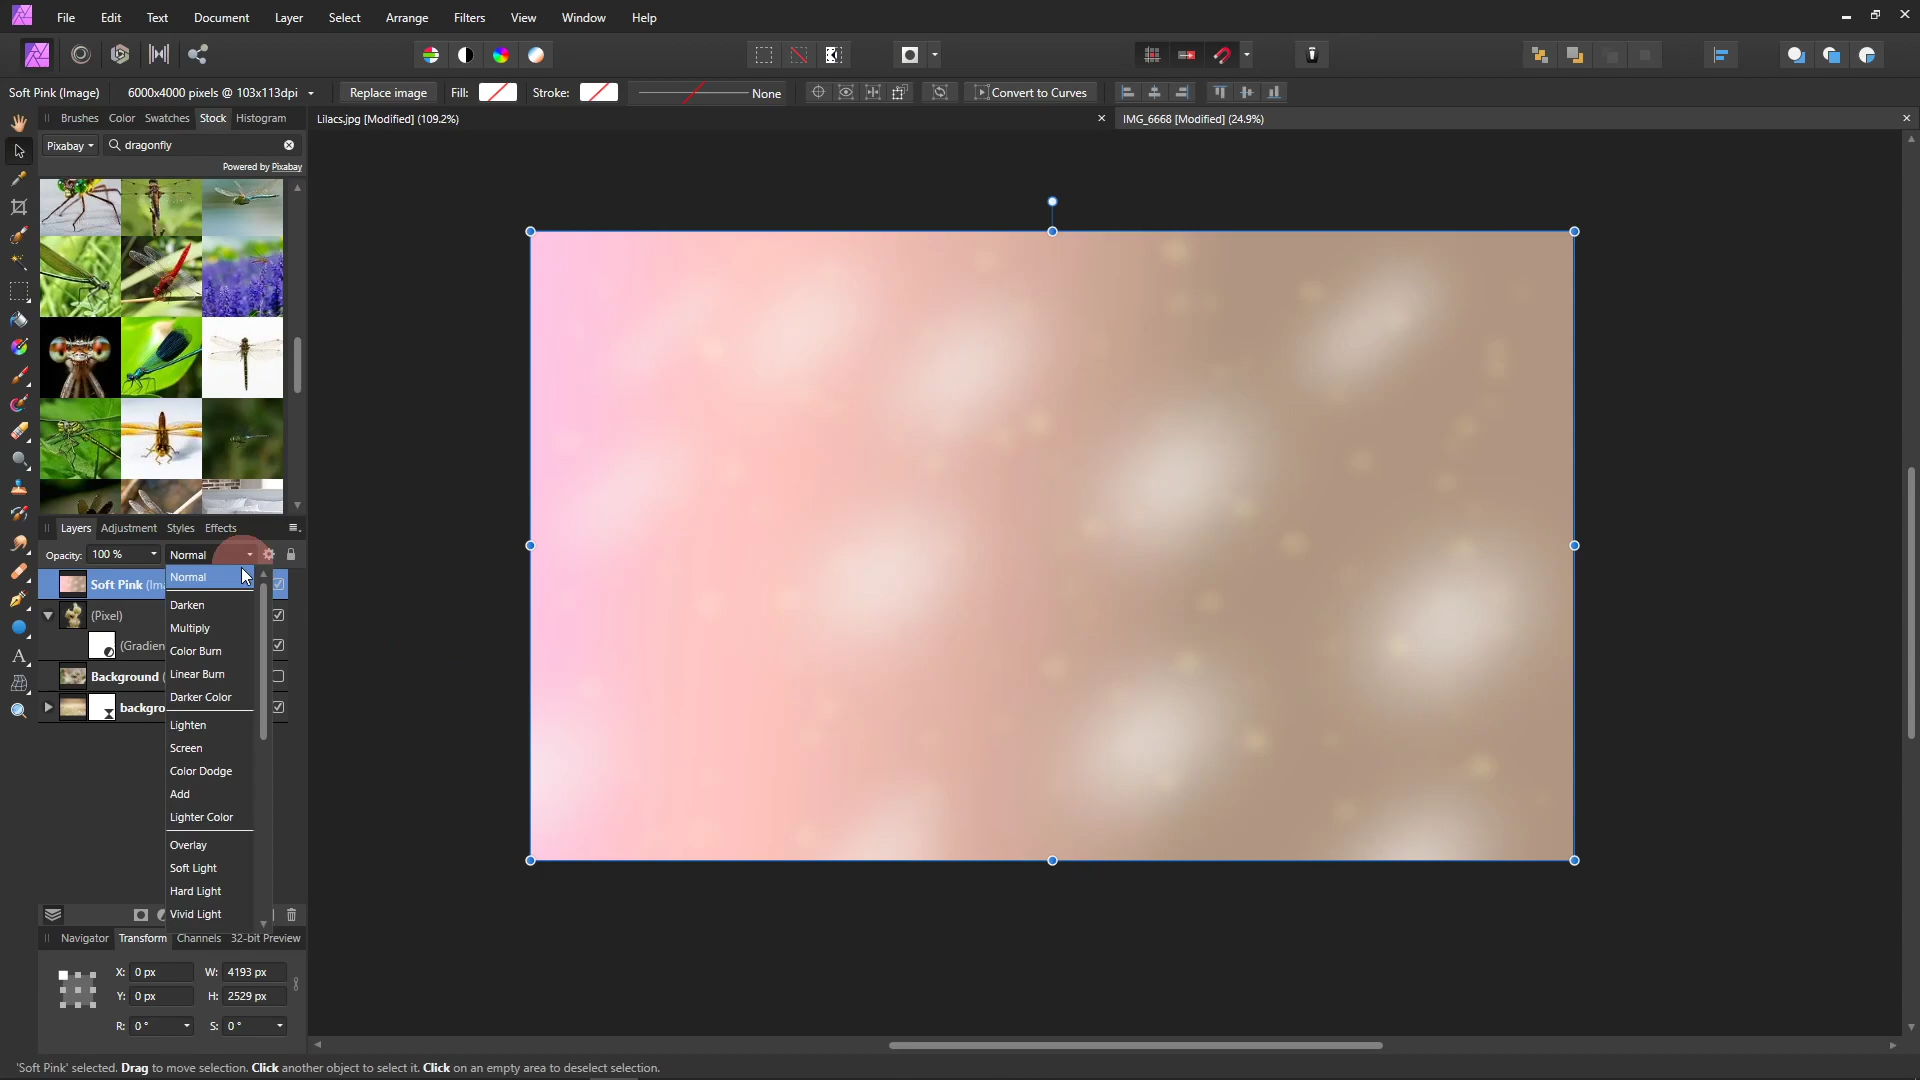 File Edit Text Document Layer Select Arrange Filters View Window Help
Soft Pink (Image) 6000x4000 pixels @ 103x113dpi Replace image Fill: Stroke: None Convert to Curves
Brushes Color Swatches Stock Histogram
Lilacs.jpg [Modified] (109.2%)
IMG_6668 [Modified] (24.9%)
Pixabay dragonfly
Powered by Pixabay
Layers Adjustment Styles Effects
Opacity: 100 % Normal
Soft Pink (Ima
Normal
(Pixel)
Darken
Multiply
(Gradien
Color Burn
Background (
Linear Burn
Darker Color
backgro
Lighten
Screen
Color Dodge
Add
Lighter Color
Overlay
Soft Light
Hard Light
Vivid Light
Navigator Transform Channels 32-bit Preview
X: 0 px W: 4193 px
Y: 0 px H: 2529 px
R: 0 ° S: 0 °
'Soft Pink' selected. Drag to move selection. Click another object to select it. Click on an empty area to deselect selection.